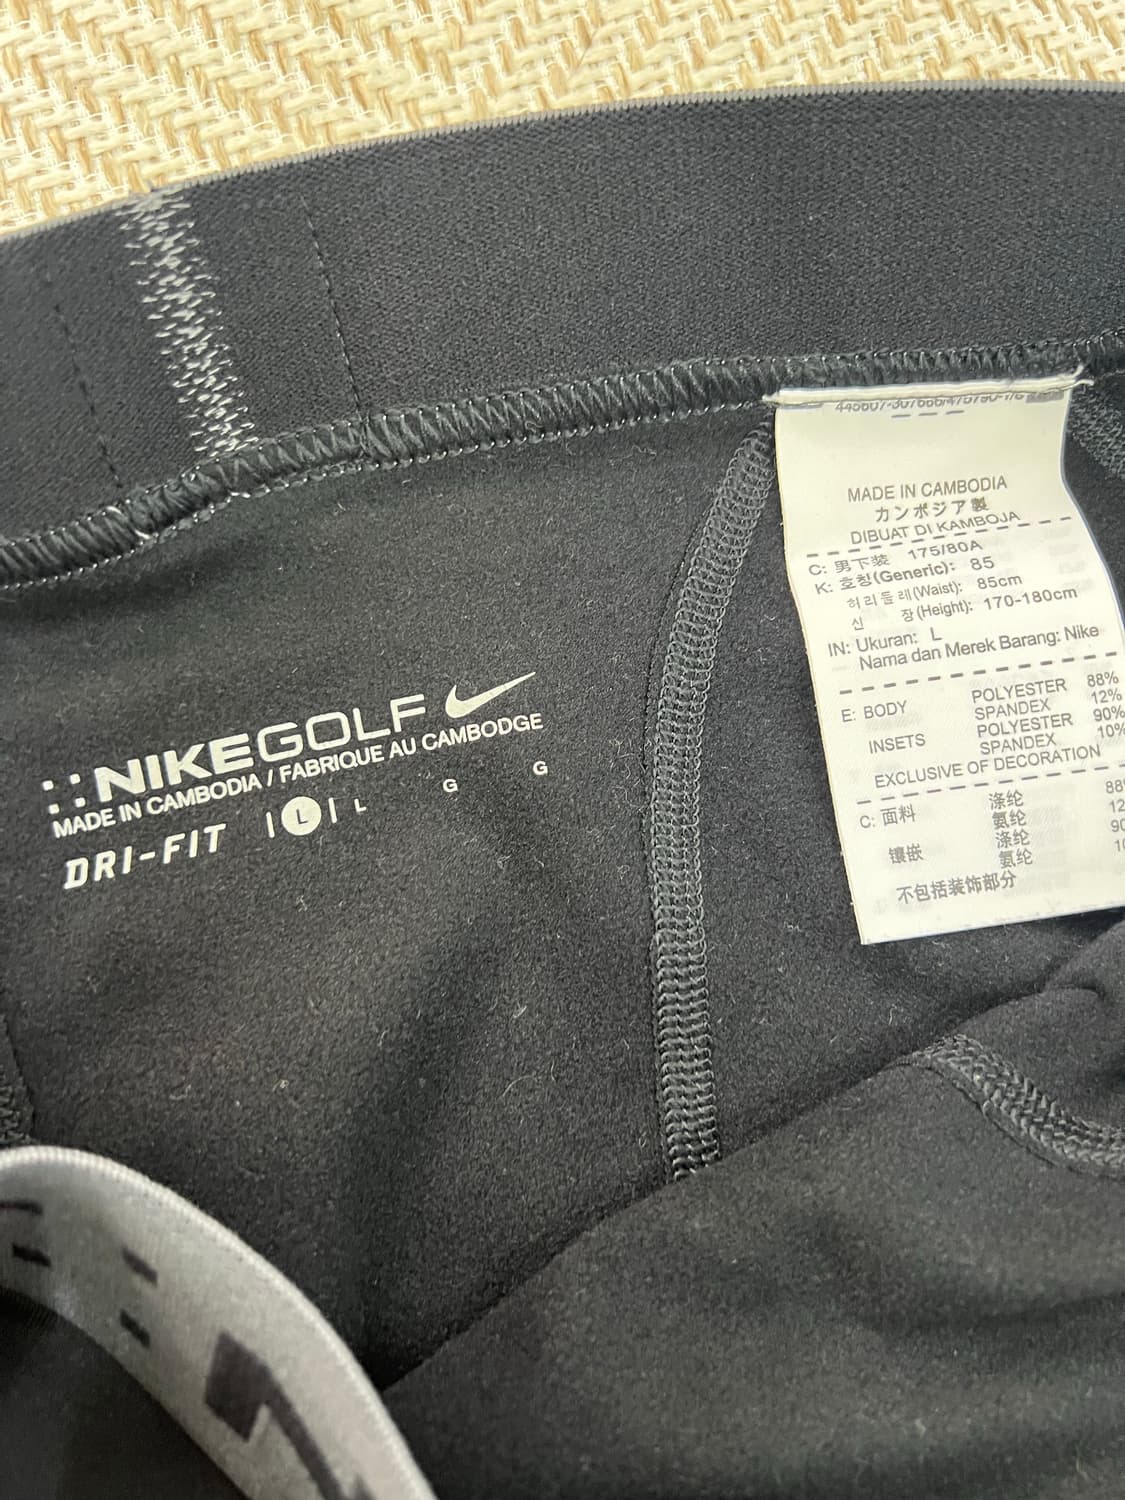 MADE IN CAMBODIA
カンボジア製
DIBUAT DI KAMBOJA
C: 男下装 175/80A
K: 호칭(Generic): 85
허리둘레(Waist): 85cm
신 장(Height): 170-180cm
IN: Ukuran: L
Nama dan Merek Barang: Nike
E: BODY POLYESTER 88%
SPANDEX 12%
INSETS POLYESTER 90%
SPANDEX 10%
EXCLUSIVE OF DECORATION
C: 面料 涤纶
氨纶
镶嵌 涤纶
氨纶
不包括装饰部分
NIKEGOLF
MADE IN CAMBODIA / FABRIQUE AU CAMBODGE
DRI-FIT L L G G